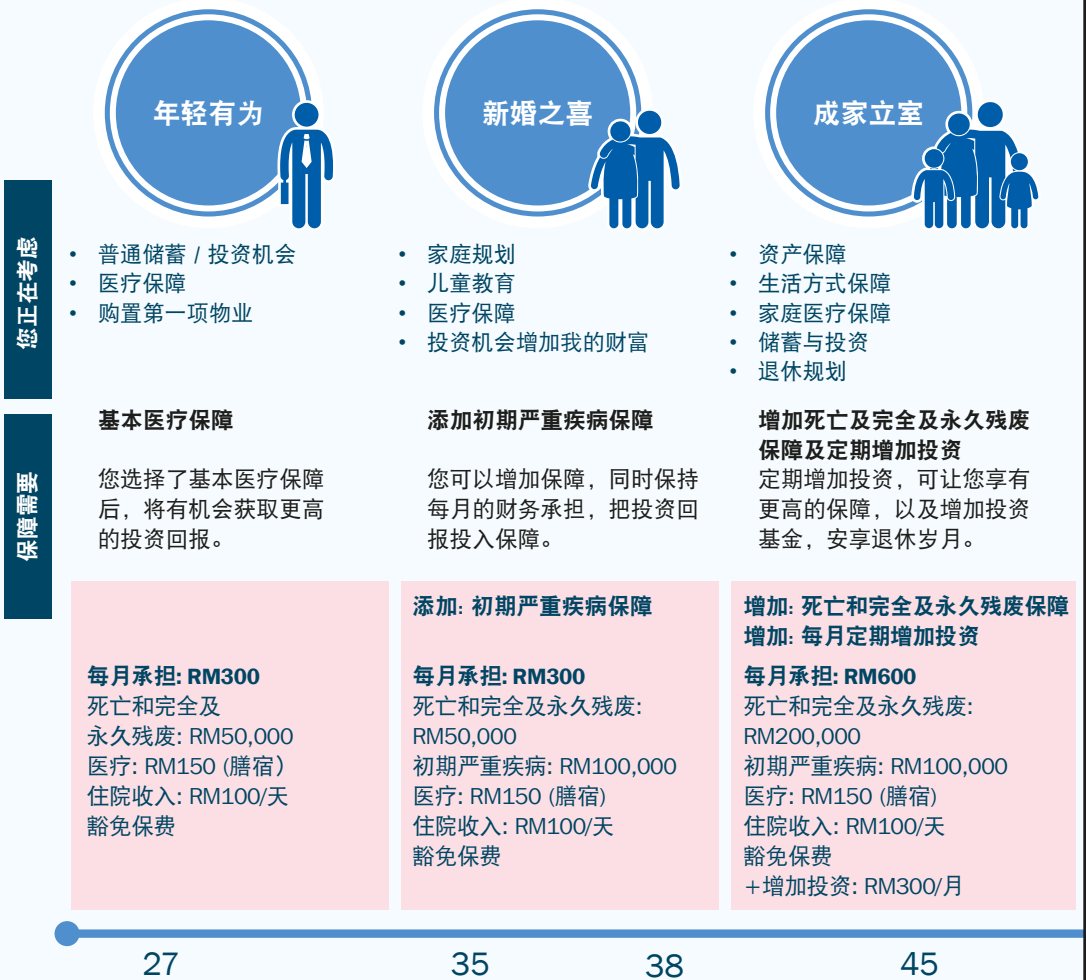 年轻有为
新婚之喜
成家立室
您正在考虑
• 普通储蓄 / 投资机会
• 医疗保障
• 购置第一项物业
• 家庭规划
• 儿童教育
• 医疗保障
• 投资机会增加我的财富
• 资产保障
• 生活方式保障
• 家庭医疗保障
• 储蓄与投资
• 退休规划
保障需要
基本医疗保障
您选择了基本医疗保障
后，将有机会获取更高
的投资回报。
添加初期严重疾病保障
您可以增加保障，同时保持
每月的财务承担，把投资回
报投入保障。
增加死亡及完全及永久残废
保障及定期增加投资
定期增加投资，可让您享有
更高的保障，以及增加投资
基金，安享退休岁月。
每月承担: RM300
死亡和完全及
永久残废: RM50,000
医疗: RM150 (膳宿）
住院收入: RM100/天
豁免保费
添加: 初期严重疾病保障
每月承担: RM300
死亡和完全及永久残废:
RM50,000
初期严重疾病: RM100,000
医疗: RM150 (膳宿)
住院收入: RM100/天
豁免保费
增加: 死亡和完全及永久残废保障
增加: 每月定期增加投资
每月承担: RM600
死亡和完全及永久残废:
RM200,000
初期严重疾病: RM100,000
医疗: RM150 (膳宿)
住院收入: RM100/天
豁免保费
+增加投资: RM300/月
27
35
38
45